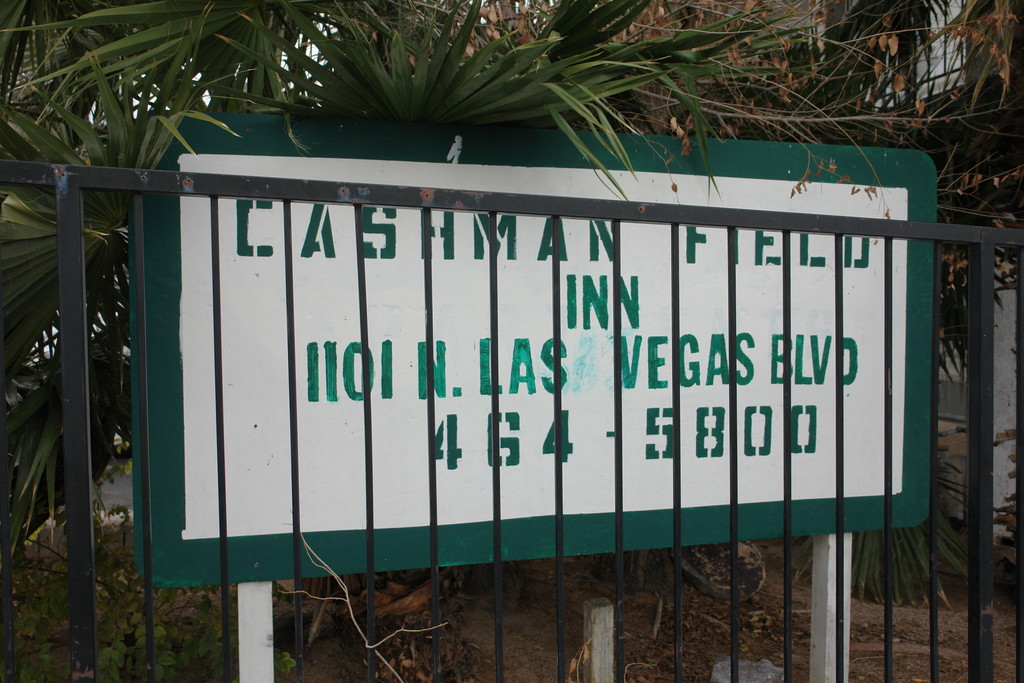 CASHMAN FIELD
INN
1101 N. LAS VEGAS BLVD
464-5800